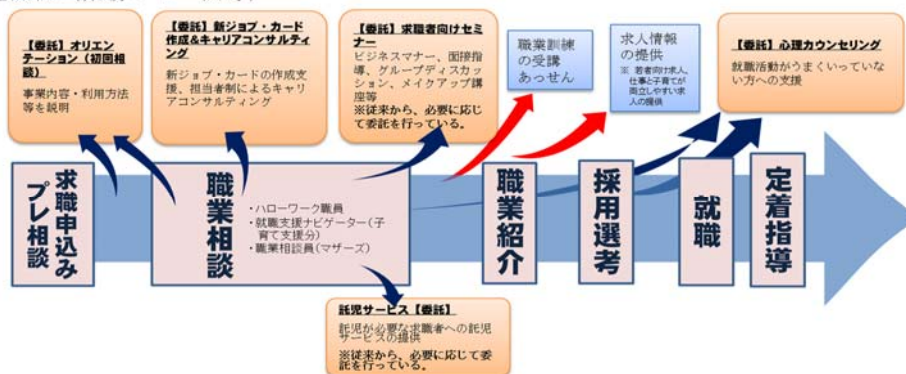 【委託】オリエンテーション（初回相談）
事業内容・利用方法等を説明
【委託】新ジョブ・カード作成&キャリアコンサルティング
新ジョブ・カードの作成支援、担当者制によるキャリアコンサルティング
【委託】求職者向けセミナー
ビジネスマナー、面接指導、グループディスカッション、メイクアップ講座等
※従来から、必要に応じて委託を行っている。
職業訓練の受講あっせん
求人情報の提供
※ 若者向け求人、仕事と子育てが両立しやすい求人の提供
【委託】心理カウンセリング
就職活動がうまくいっていない方への支援
求職申込み
プレ相談
職業相談
・ハローワーク職員
・就職支援ナビゲーター(子育て支援分)
・職業相談員(マザーズ)
職業紹介
採用選考
就職
定着指導
託児サービス【委託】
託児が必要な求職者への託児サービスの提供
※従来から、必要に応じて委託を行っている。